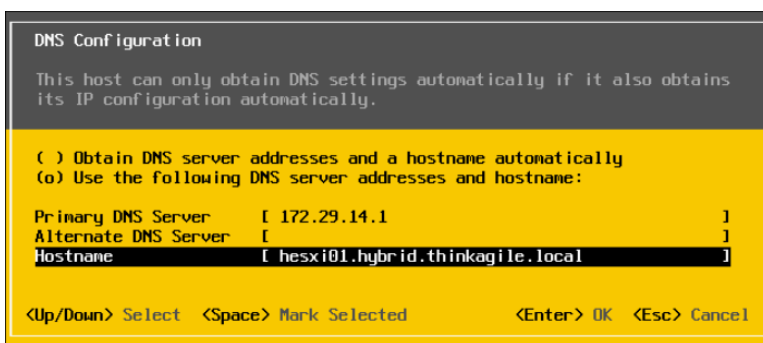 DNS Configuration
This host can only obtain DNS settings automatically if it also obtains
its IP configuration automatically.
( ) Obtain DNS server addresses and a hostname automatically
(o) Use the following DNS server addresses and hostname:
Primary DNS Server [ 172.29.14.1 ]
Alternate DNS Server [ ]
Hostname [ hesxi01.hybrid.thinkagile.local ]
<Up/Down> Select <Space> Mark Selected <Enter> OK <Esc> Cancel